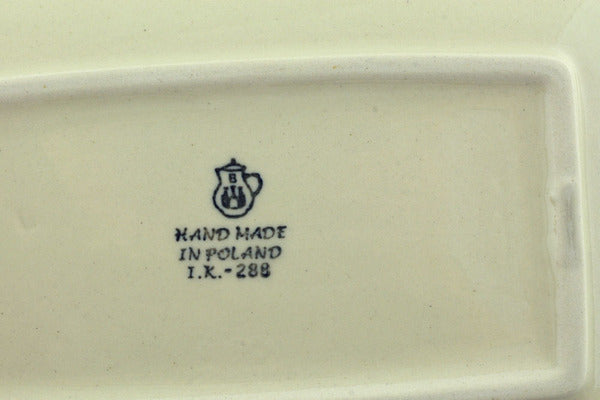 B
HAND MADE
IN POLAND
I.K.-288